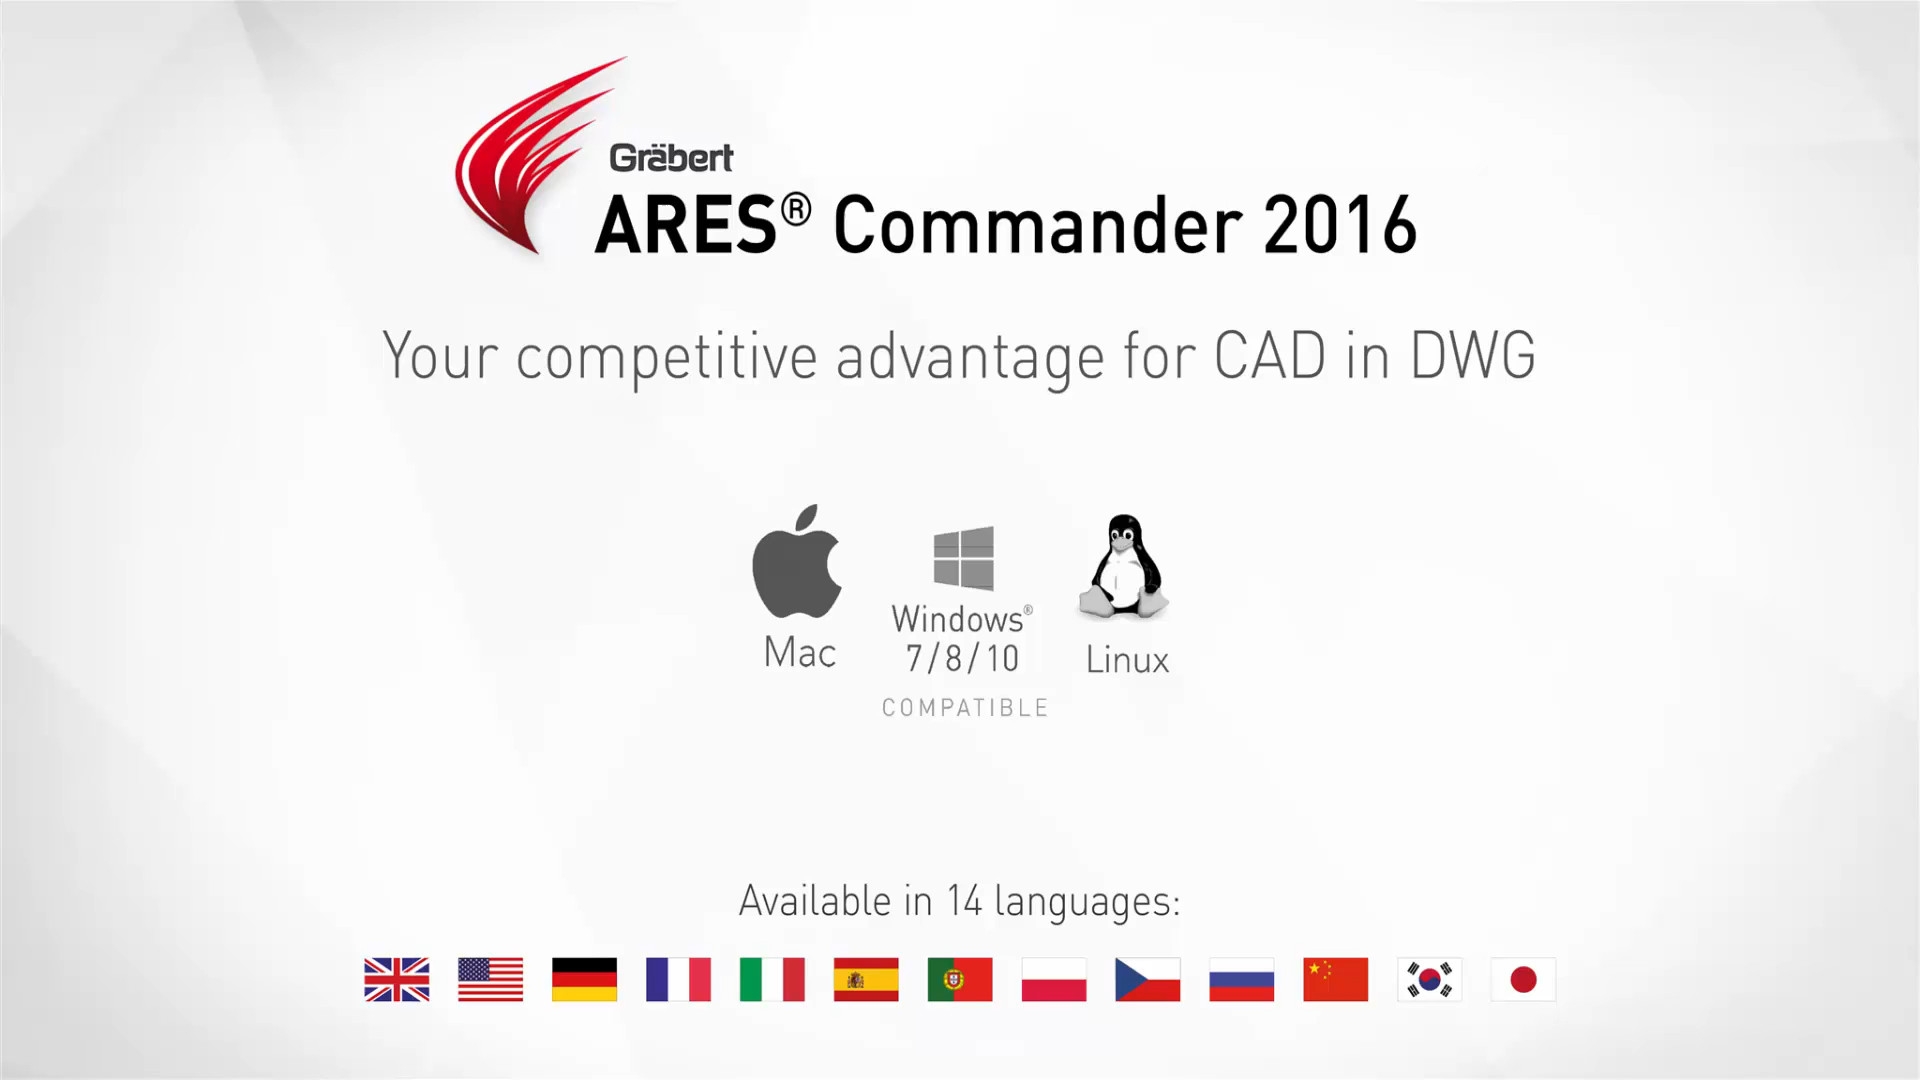 Gräbert
ARES® Commander 2016
Your competitive advantage for CAD in DWG
Mac
Windows®
7/8/10
Linux
COMPATIBLE
Available in 14 languages: